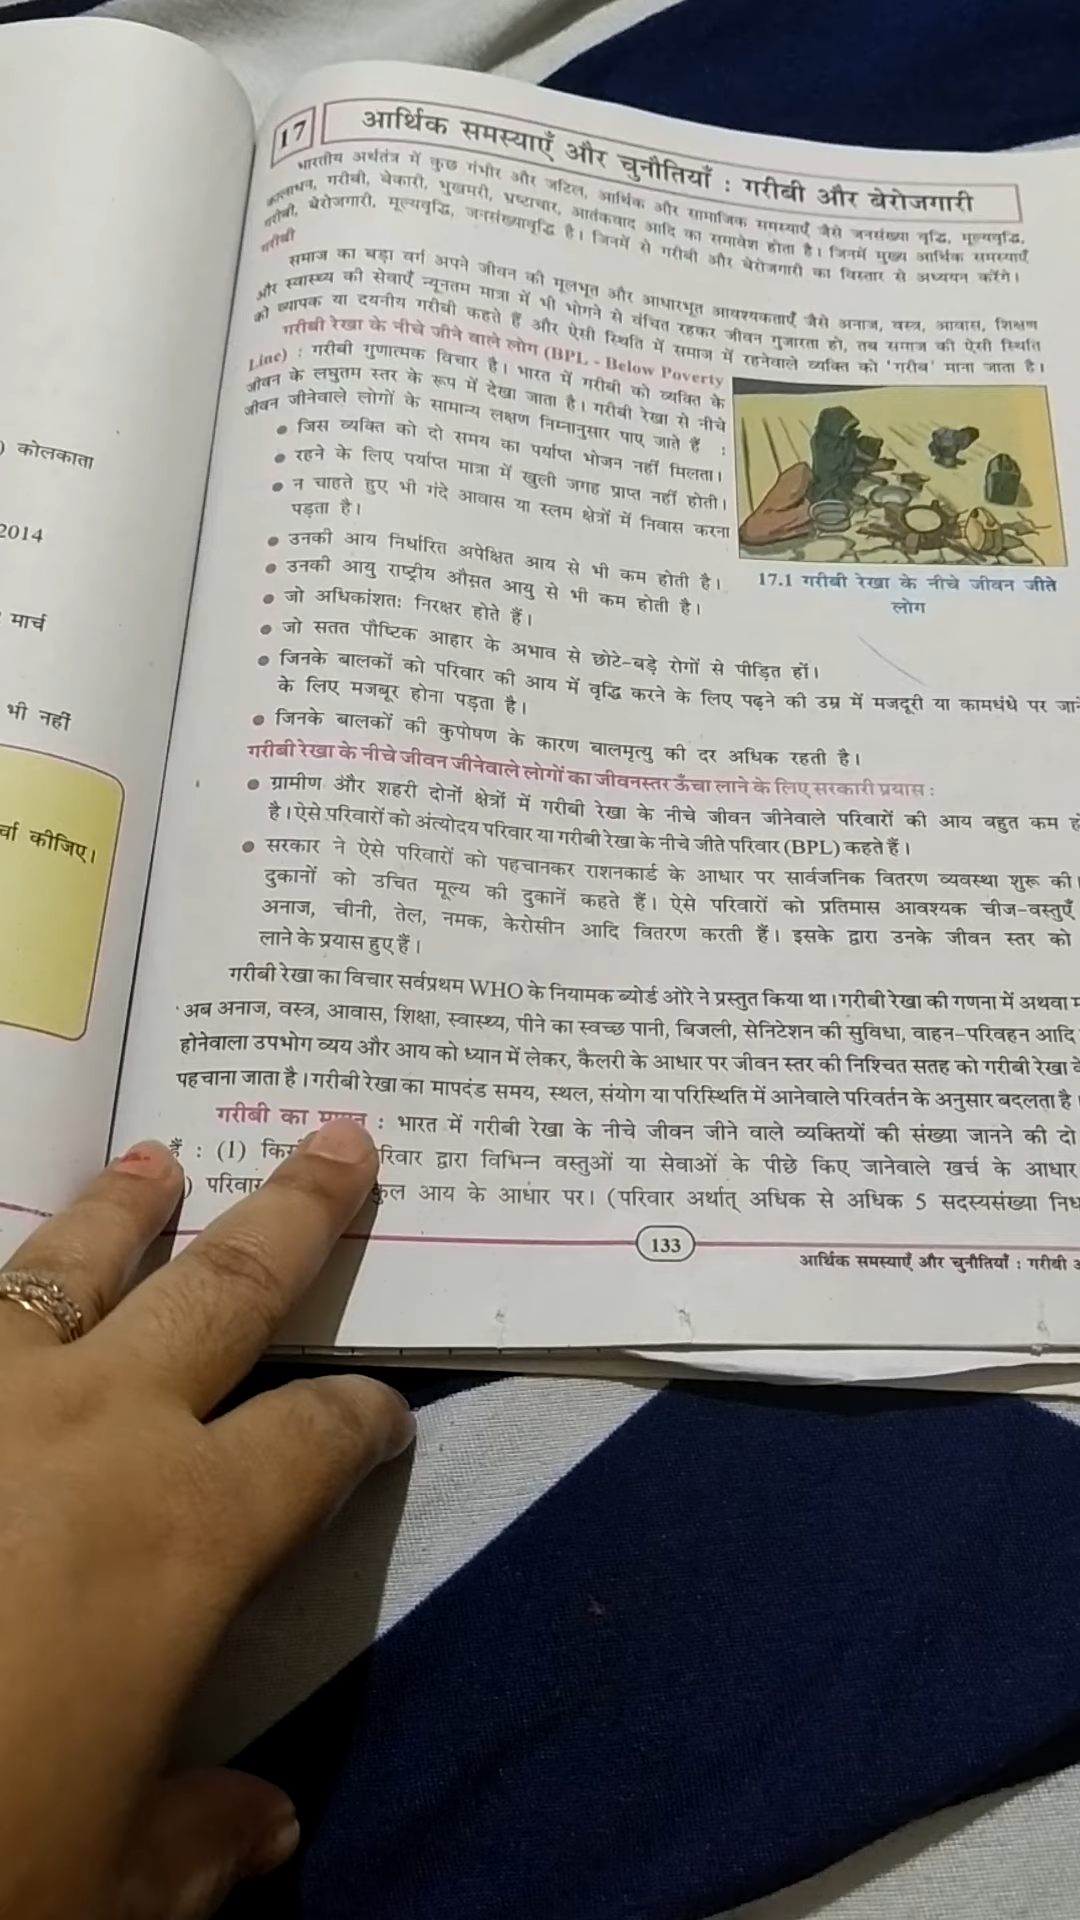 ) कोलकाता
2014
मार्च
भी नहीं
र्चा कीजिए।
17 आर्थिक समस्याएँ और चुनौतियाँ : गरीबी और बेरोजगारी
भारतीय अर्थतंत्र में कुछ गंभीर और जटिल, आर्थिक और सामाजिक समस्याएँ जैसे जनसंख्या वृद्धि, मूल्यवृद्धि,
कालाधन, गरीबी, बेकारी, भुखमरी, भ्रष्टाचार, आतंकवाद आदि का समावेश होता है। जिनमें मुख्य आर्थिक समस्याएँ
गरीबी, बेरोजगारी, मूल्यवृद्धि, जनसंख्यावृद्धि है। जिनमें से गरीबी और बेरोजगारी का विस्तार से अध्ययन करेंगे।
गरीबी
समाज का बड़ा वर्ग अपने जीवन की मूलभूत और आधारभूत आवश्यकताएँ जैसे अनाज, वस्त्र, आवास, शिक्षण
और स्वास्थ्य की सेवाएँ न्यूनतम मात्रा में भी भोगने से वंचित रहकर जीवन गुजारता हो, तब समाज की ऐसी स्थिति
को व्यापक या दयनीय गरीबी कहते हैं और ऐसी स्थिति में समाज में रहनेवाले व्यक्ति को 'गरीब' माना जाता है।
गरीबी रेखा के नीचे जीने वाले लोग (BPL - Below Poverty
Line) : गरीबी गुणात्मक विचार है। भारत में गरीबी को व्यक्ति के
जीवन के लघुतम स्तर के रूप में देखा जाता है। गरीबी रेखा से नीचे
जीवन जीनेवाले लोगों के सामान्य लक्षण निम्नानुसार पाए जाते हैं :
● जिस व्यक्ति को दो समय का पर्याप्त भोजन नहीं मिलता।
● रहने के लिए पर्याप्त मात्रा में खुली जगह प्राप्त नहीं होती।
● न चाहते हुए भी गंदे आवास या स्लम क्षेत्रों में निवास करना
पड़ता है।
● उनकी आय निर्धारित अपेक्षित आय से भी कम होती है।
● उनकी आयु राष्ट्रीय औसत आयु से भी कम होती है।
17.1 गरीबी रेखा के नीचे जीवन जीते
लोग
● जो अधिकांशतः निरक्षर होते हैं।
● जो सतत पौष्टिक आहार के अभाव से छोटे-बड़े रोगों से पीड़ित हों।
● जिनके बालकों को परिवार की आय में वृद्धि करने के लिए पढ़ने की उम्र में मजदूरी या कामधंधे पर जाने
के लिए मजबूर होना पड़ता है।
● जिनके बालकों की कुपोषण के कारण बालमृत्यु की दर अधिक रहती है।
गरीबी रेखा के नीचे जीवन जीनेवाले लोगों का जीवनस्तर ऊँचा लाने के लिए सरकारी प्रयास :
● ग्रामीण और शहरी दोनों क्षेत्रों में गरीबी रेखा के नीचे जीवन जीनेवाले परिवारों की आय बहुत कम
है। ऐसे परिवारों को अंत्योदय परिवार या गरीबी रेखा के नीचे जीते परिवार (BPL) कहते हैं।
● सरकार ने ऐसे परिवारों को पहचानकर राशनकार्ड के आधार पर सार्वजनिक वितरण व्यवस्था शुरू की।
दुकानों को उचित मूल्य की दुकानें कहते हैं। ऐसे परिवारों को प्रतिमास आवश्यक चीज-वस्तुएँ
अनाज, चीनी, तेल, नमक, केरोसीन आदि वितरण करती हैं। इसके द्वारा उनके जीवन स्तर को
लाने के प्रयास हुए हैं।
गरीबी रेखा का विचार सर्वप्रथम WHO के नियामक ब्योर्ड ओरे ने प्रस्तुत किया था। गरीबी रेखा की गणना में अथवा
अब अनाज, वस्त्र, आवास, शिक्षा, स्वास्थ्य, पीने का स्वच्छ पानी, बिजली, सेनिटेशन की सुविधा, वाहन-परिवहन आदि
होनेवाला उपभोग व्यय और आय को ध्यान में लेकर, कैलरी के आधार पर जीवन स्तर की निश्चित सतह को गरीबी रेखा
पहचाना जाता है। गरीबी रेखा का मापदंड समय, स्थल, संयोग या परिस्थिति में आनेवाले परिवर्तन के अनुसार बदलता है।
गरीबी का : भारत में गरीबी रेखा के नीचे जीवन जीने वाले व्यक्तियों की संख्या जानने की दो
हैं : (1) रिवार द्वारा विभिन्न वस्तुओं या सेवाओं के पीछे किए जानेवाले खर्च के आधार
) परिवार कुल आय के आधार पर। (परिवार अर्थात् अधिक से अधिक 5 सदस्यसंख्या
133
आर्थिक समस्याएँ और चुनौतियाँ : गरीबी